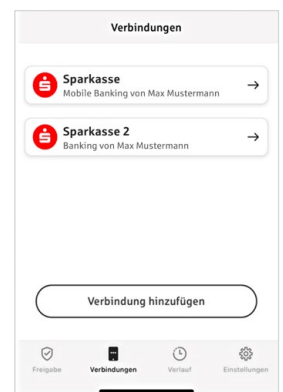 Verbindungen
Sparkasse
Mobile Banking von Max Mustermann
Sparkasse 2
Banking von Max Mustermann
Verbindung hinzufügen
Freigabe
Verbindungen
Verlauf
Einstellungen